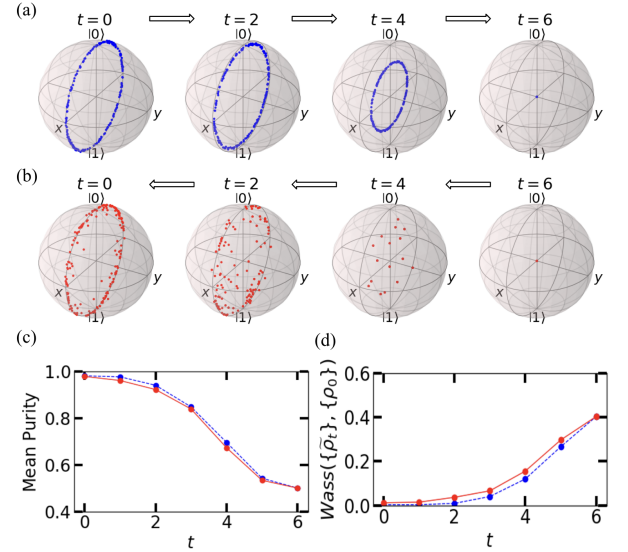 (a)
t = 0 t = 2 t = 4 t = 6
|0⟩ |0⟩ |0⟩ |0⟩
x x x x y
|1⟩ |1⟩ |1⟩ |1⟩
(b)
t = 0 t = 2 t = 4 t = 6
|0⟩ |0⟩ |0⟩ |0⟩
x y x y x y x y
|1⟩ |1⟩ |1⟩ |1⟩
(c)
1.0
0.8
0.6
0.4
Mean Purity
0 2 4 6
t
(d)
0.6
0.4
0.2
0.0
Wass({ρ̃t}, {ρ0})
0 2 4 6
t